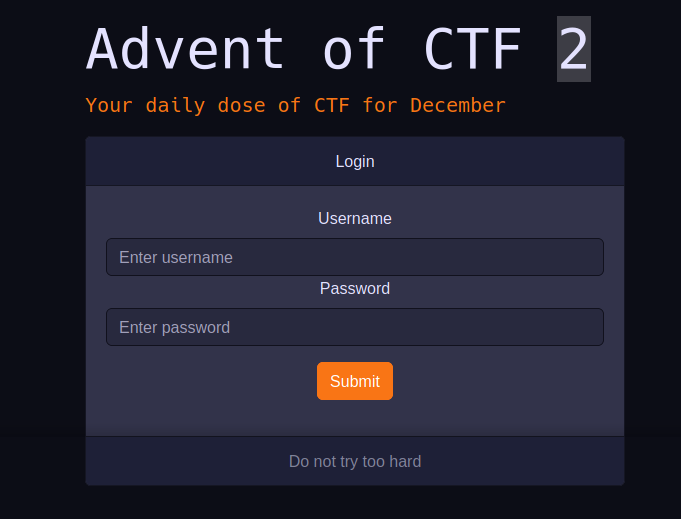 Advent of CTF 2
Your daily dose of CTF for December
Login
Username
Enter username
Password
Enter password
Submit
Do not try too hard